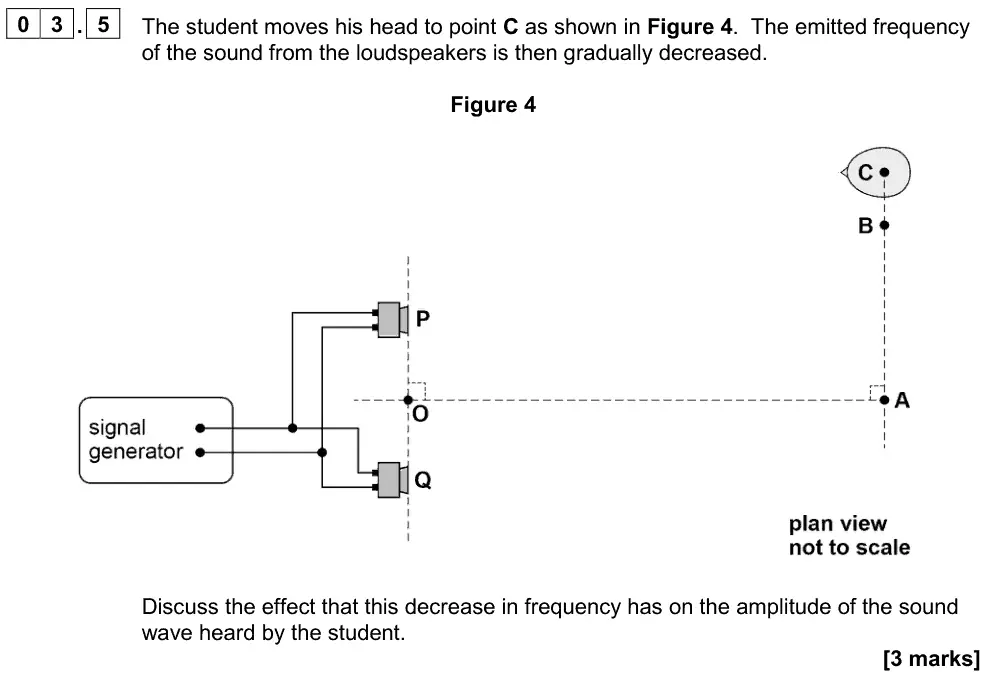 0 3 . 5 The student moves his head to point C as shown in Figure 4. The emitted frequency
of the sound from the loudspeakers is then gradually decreased.
Figure 4
C
B
P
O
A
signal
generator
Q
plan view
not to scale
Discuss the effect that this decrease in frequency has on the amplitude of the sound
wave heard by the student.
[3 marks]